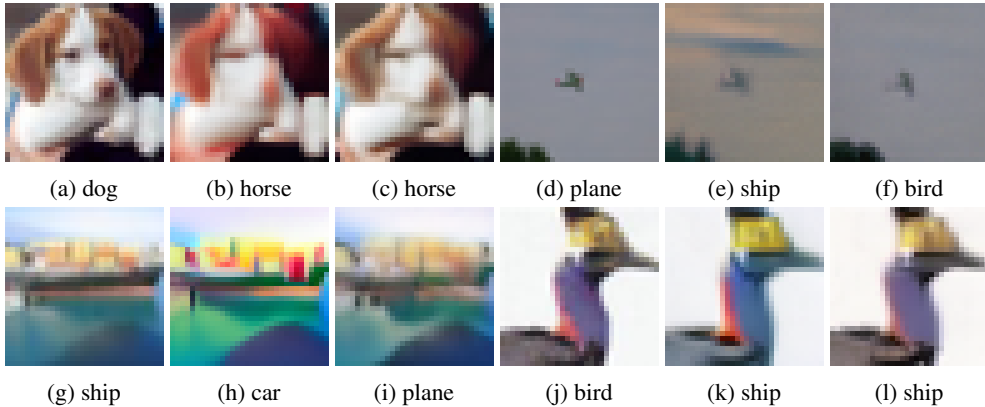 (a) dog (b) horse (c) horse (d) plane (e) ship (f) bird
(g) ship (h) car (i) plane (j) bird (k) ship (l) ship